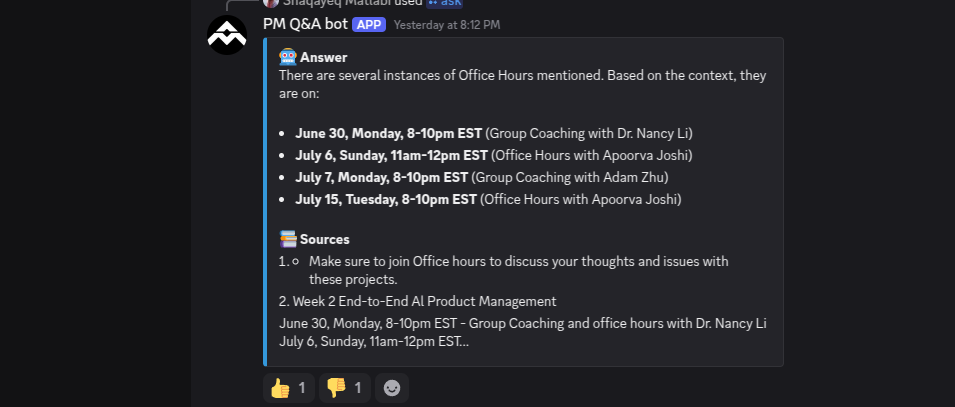 Shaqayeq Mallabi used ask
PM Q&A bot APP Yesterday at 8:12 PM
Answer
There are several instances of Office Hours mentioned. Based on the context, they
are on:
• June 30, Monday, 8-10pm EST (Group Coaching with Dr. Nancy Li)
• July 6, Sunday, 11am-12pm EST (Office Hours with Apoorva Joshi)
• July 7, Monday, 8-10pm EST (Group Coaching with Adam Zhu)
• July 15, Tuesday, 8-10pm EST (Office Hours with Apoorva Joshi)
Sources
1. ○ Make sure to join Office hours to discuss your thoughts and issues with
these projects.
2. Week 2 End-to-End Al Product Management
June 30, Monday, 8-10pm EST - Group Coaching and office hours with Dr. Nancy Li
July 6, Sunday, 11am-12pm EST...
1 1